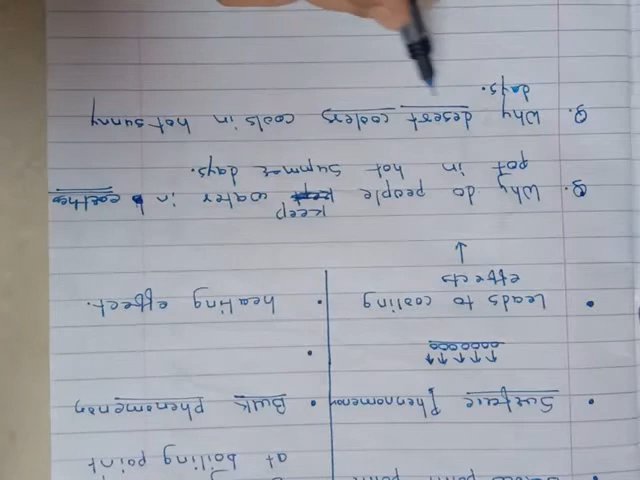 at boiling point
• Surface Phenomenon • Bulk phenomenon
• Leads to cooling • heating effect.
effects
Q. Why do people keep water in earthen
pot in hot summer days.
Q. Why desert coolers cools in hot sunny
days.